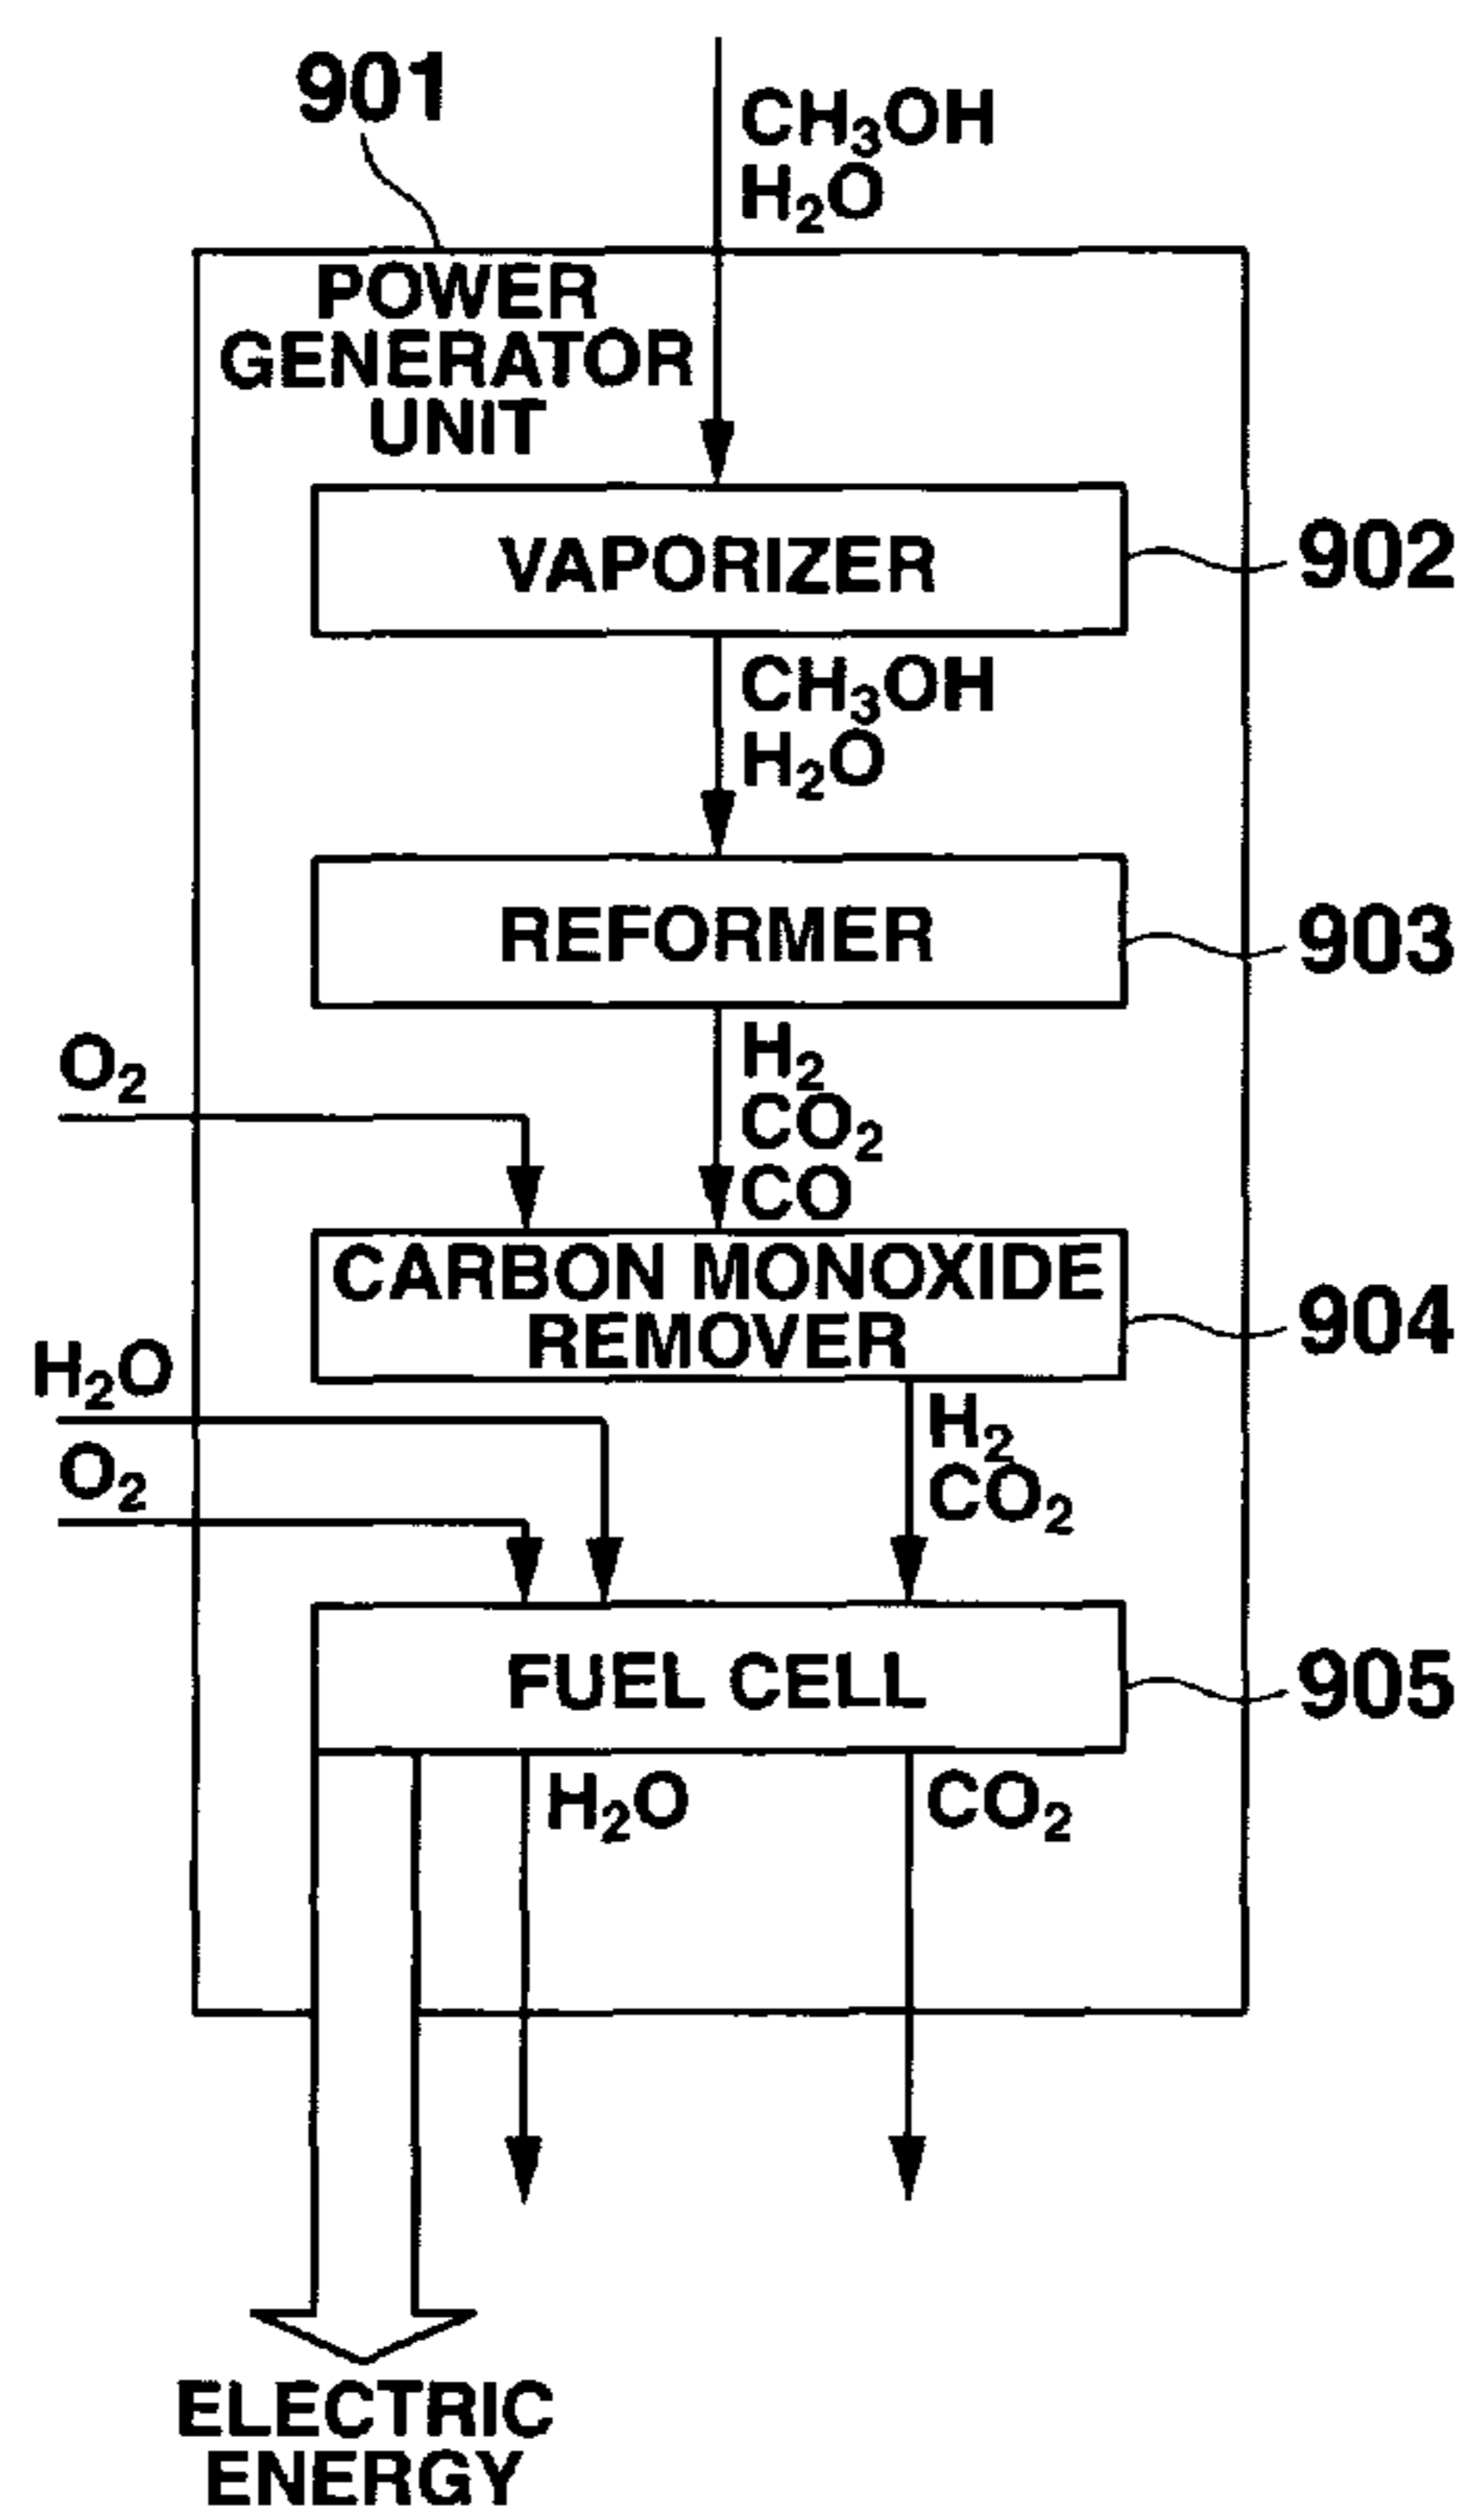 901
CH₃OH
H₂O
POWER
GENERATOR
UNIT
VAPORIZER
902
CH₃OH
H₂O
REFORMER
903
O₂
H₂
CO₂
CO
CARBON MONOXIDE
REMOVER
904
H₂O
O₂
H₂
CO₂
FUEL CELL
905
H₂O
CO₂
ELECTRIC
ENERGY